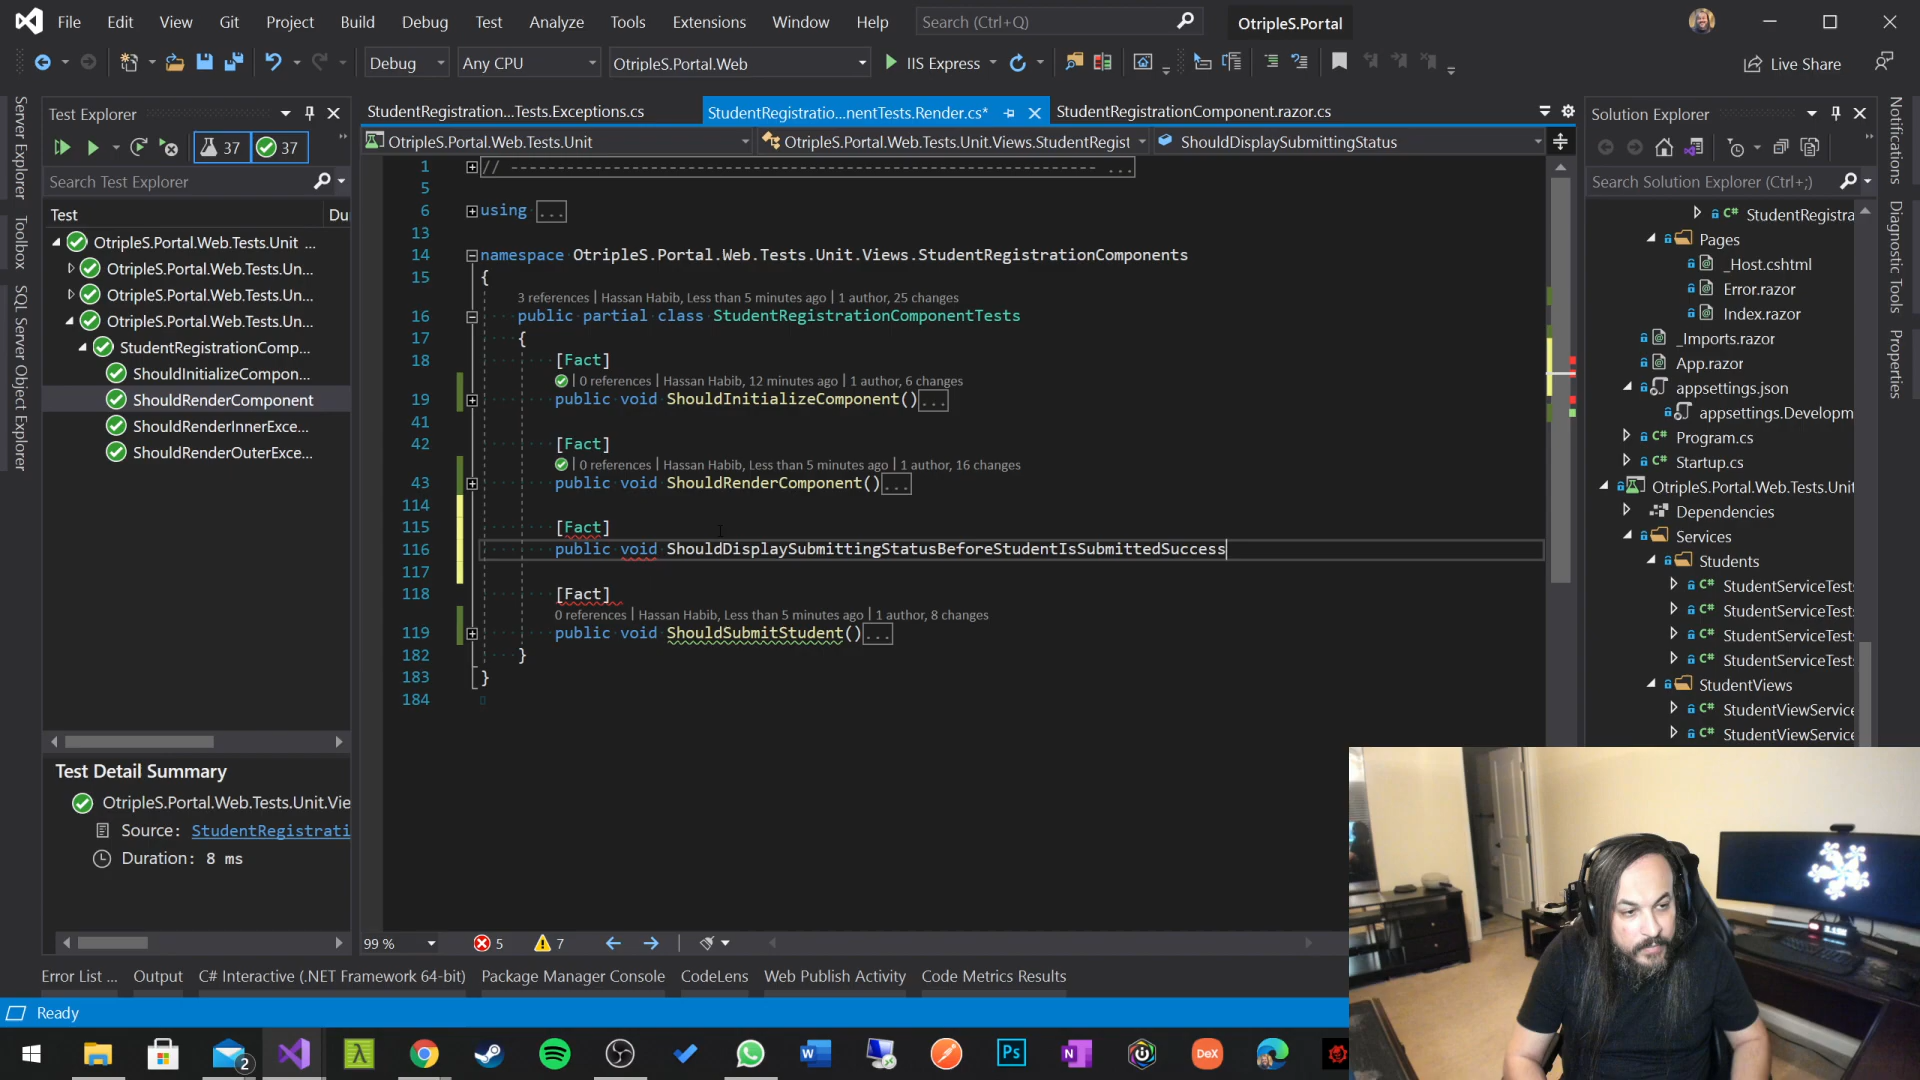 File Edit View Git Project Build Debug Test Analyze Tools Extensions Window Help Search (Ctrl+Q) OtripleS.Portal
Debug Any CPU OtripleS.Portal.Web IIS Express Live Share
Server Explorer
Toolbox
SQL Server Object Explorer
Test Explorer
37 37
Search Test Explorer
Test Du
OtripleS.Portal.Web.Tests.Unit ...
OtripleS.Portal.Web.Tests.Un...
OtripleS.Portal.Web.Tests.Un...
OtripleS.Portal.Web.Tests.Un...
StudentRegistrationComp...
ShouldInitializeCompon...
ShouldRenderComponent
ShouldRenderInnerExce...
ShouldRenderOuterExce...
Test Detail Summary
OtripleS.Portal.Web.Tests.Unit.Vie
Source: StudentRegistrati
Duration: 8 ms
StudentRegistration...Tests.Exceptions.cs StudentRegistratio...nentTests.Render.cs* StudentRegistrationComponent.razor.cs
OtripleS.Portal.Web.Tests.Unit OtripleS.Portal.Web.Tests.Unit.Views.StudentRegist ShouldDisplaySubmittingStatus
1 // ---------------------------------------------------------------- ...
5
6 using ...
13
14 namespace OtripleS.Portal.Web.Tests.Unit.Views.StudentRegistrationComponents
15 {
3 references | Hassan Habib, Less than 5 minutes ago | 1 author, 25 changes
16 public partial class StudentRegistrationComponentTests
17 {
18 [Fact]
| 0 references | Hassan Habib, 12 minutes ago | 1 author, 6 changes
19 public void ShouldInitializeComponent()...
41
42 [Fact]
| 0 references | Hassan Habib, Less than 5 minutes ago | 1 author, 16 changes
43 public void ShouldRenderComponent()...
114
115 [Fact]
116 public void ShouldDisplaySubmittingStatusBeforeStudentIsSubmittedSuccess
117
118 [Fact]
0 references | Hassan Habib, Less than 5 minutes ago | 1 author, 8 changes
119 public void ShouldSubmitStudent()...
182 }
183 }
184
99 % 5 7
Solution Explorer
Search Solution Explorer (Ctrl+;)
C# StudentRegistra
Pages
_Host.cshtml
Error.razor
Index.razor
_Imports.razor
App.razor
appsettings.json
appsettings.Developm
C# Program.cs
C# Startup.cs
OtripleS.Portal.Web.Tests.Unit
Dependencies
Services
Students
C# StudentServiceTest
C# StudentServiceTest
C# StudentServiceTest
C# StudentServiceTest
StudentViews
C# StudentViewService
C# StudentViewService
Notifications
Diagnostic Tools
Properties
Error List ... Output C# Interactive (.NET Framework 64-bit) Package Manager Console CodeLens Web Publish Activity Code Metrics Results
Ready
2 Ps DeX